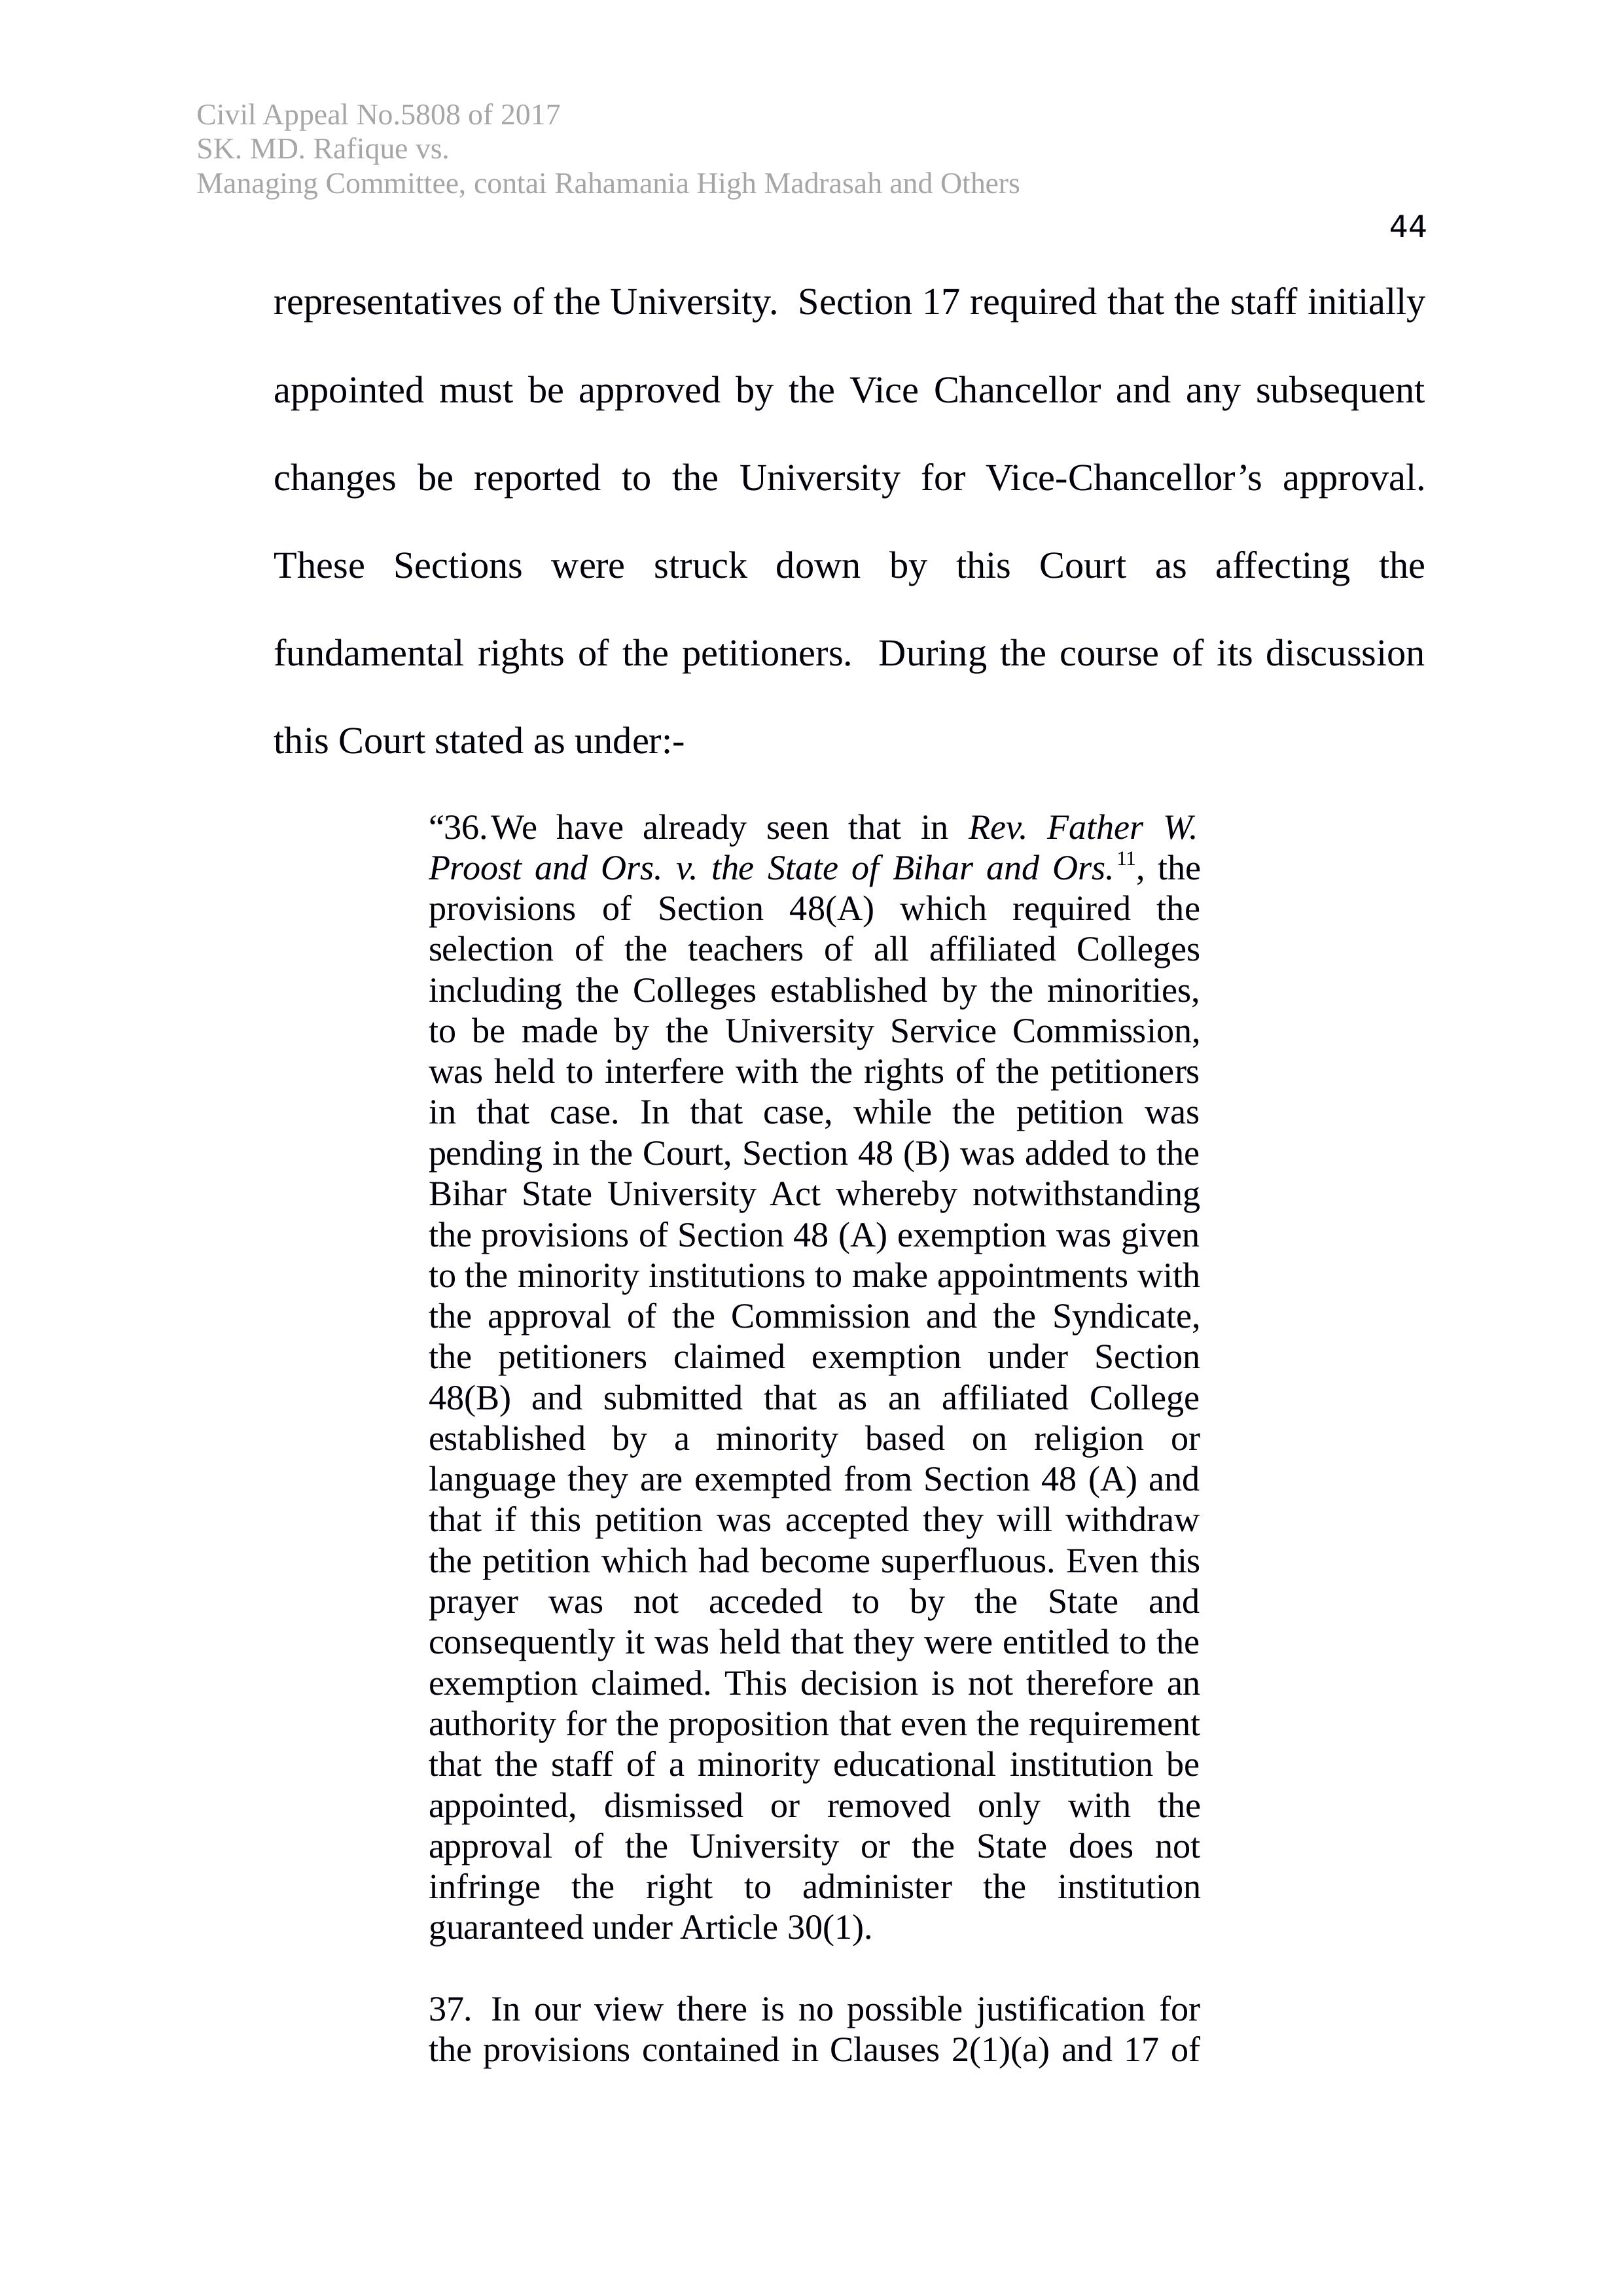 Civil Appeal No.5808 of 2017
SK. MD. Rafique vs.
Managing Committee, contai Rahamania High Madrasah and Others
44
representatives of the University.  Section 17 required that the staff initially
appointed must be approved by the Vice Chancellor and any subsequent
changes be reported to the University for Vice-Chancellor’s approval.
These Sections were struck down by this Court as affecting the
fundamental rights of the petitioners.  During the course of its discussion
this Court stated as under:-
“36. We have already seen that in Rev. Father W.
Proost and Ors. v. the State of Bihar and Ors.11, the
provisions of Section 48(A) which required the
selection of the teachers of all affiliated Colleges
including the Colleges established by the minorities,
to be made by the University Service Commission,
was held to interfere with the rights of the petitioners
in that case. In that case, while the petition was
pending in the Court, Section 48 (B) was added to the
Bihar State University Act whereby notwithstanding
the provisions of Section 48 (A) exemption was given
to the minority institutions to make appointments with
the approval of the Commission and the Syndicate,
the petitioners claimed exemption under Section
48(B) and submitted that as an affiliated College
established by a minority based on religion or
language they are exempted from Section 48 (A) and
that if this petition was accepted they will withdraw
the petition which had become superfluous. Even this
prayer was not acceded to by the State and
consequently it was held that they were entitled to the
exemption claimed. This decision is not therefore an
authority for the proposition that even the requirement
that the staff of a minority educational institution be
appointed, dismissed or removed only with the
approval of the University or the State does not
infringe the right to administer the institution
guaranteed under Article 30(1).
37. In our view there is no possible justification for
the provisions contained in Clauses 2(1)(a) and 17 of